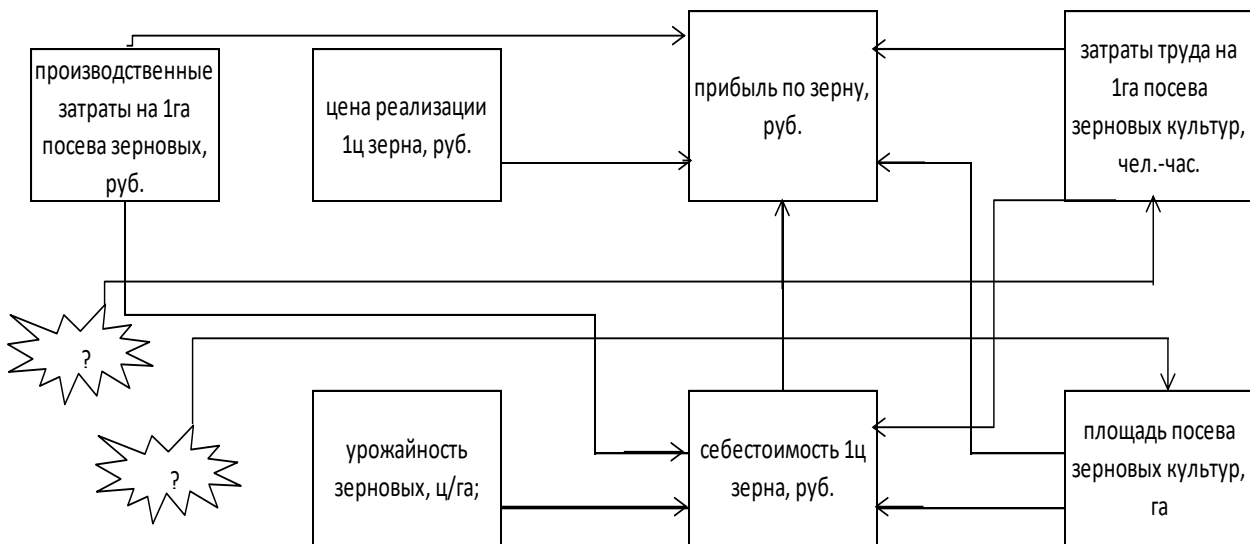 производственные
затраты на 1га
посева зерновых,
руб.
цена реализации
1ц зерна, руб.
прибыль по зерну,
руб.
затраты труда на
1га посева
зерновых культур,
чел.-час.
?
?
урожайность
зерновых, ц/га;
себестоимость 1ц
зерна, руб.
площадь посева
зерновых культур,
га